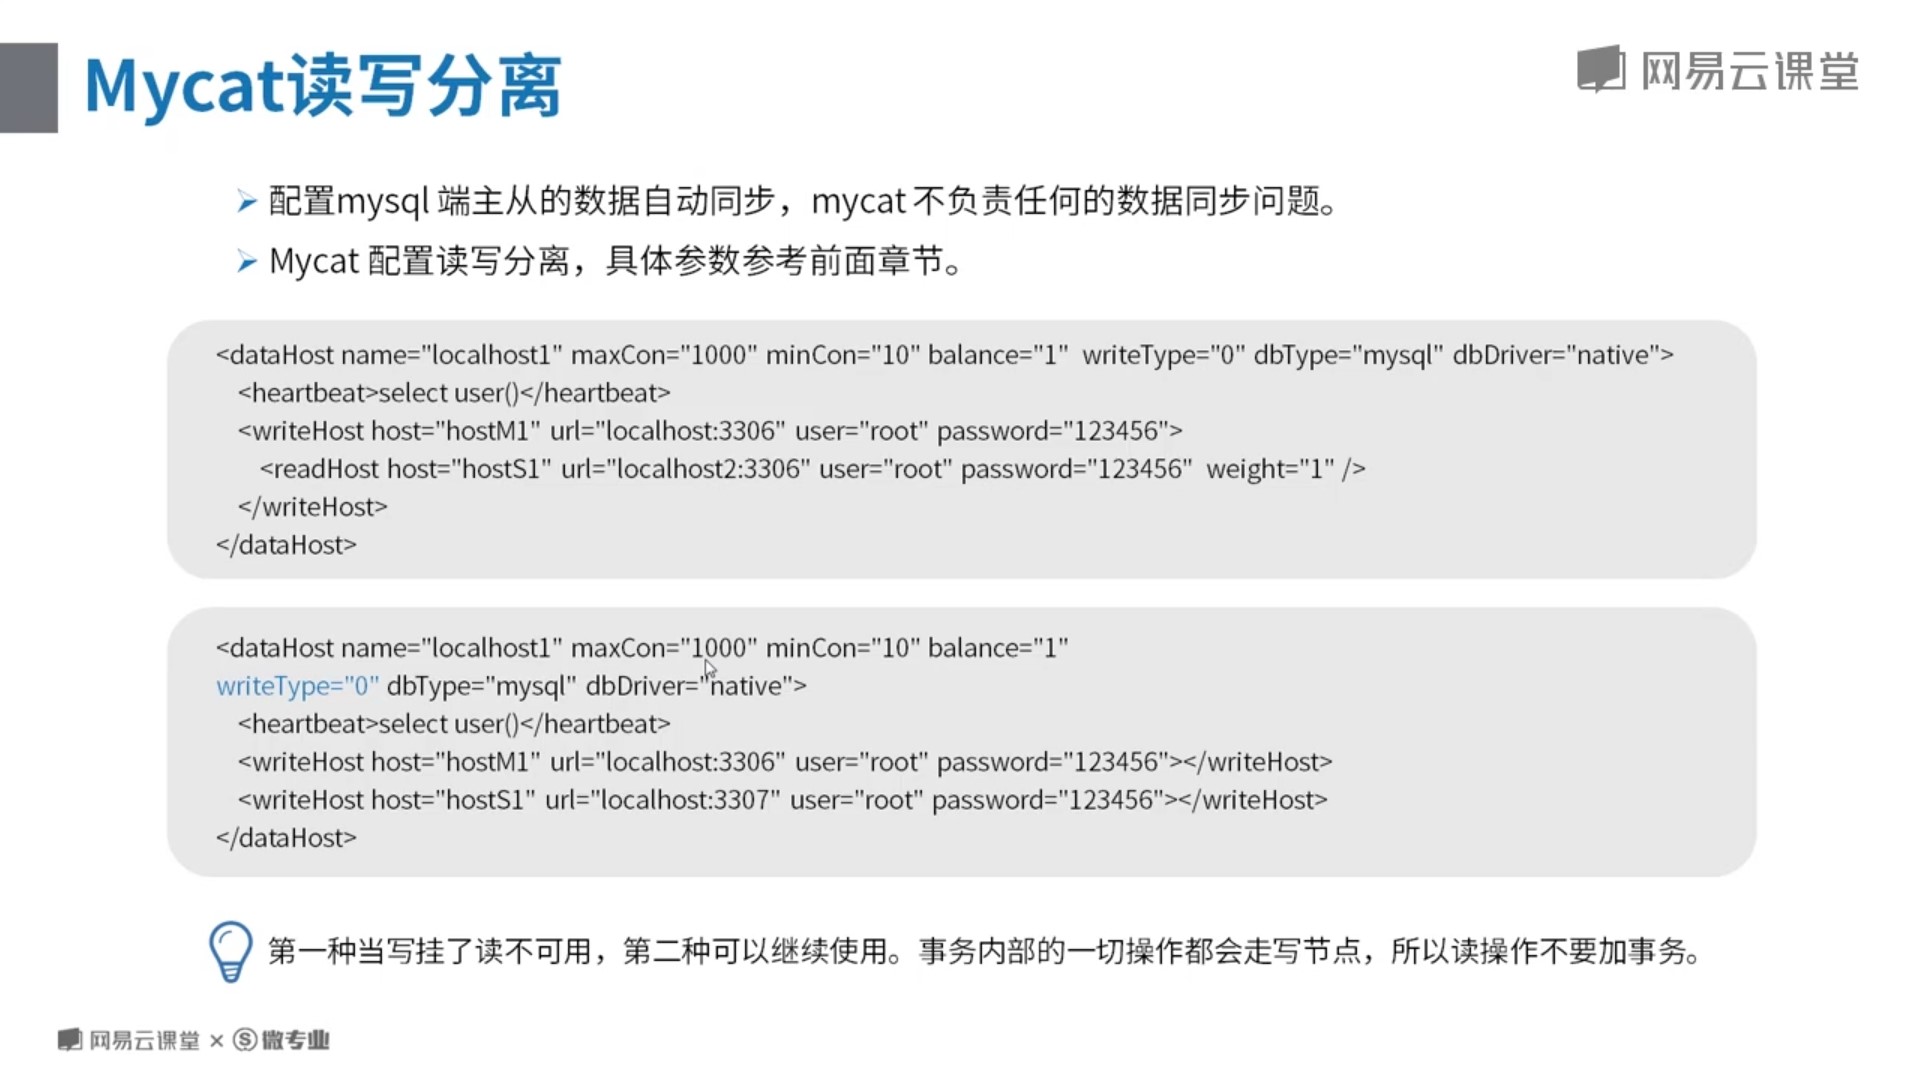 Mycat读写分离
网易云课堂
配置mysql 端主从的数据自动同步，mycat 不负责任何的数据同步问题。
Mycat 配置读写分离，具体参数参考前面章节。
<dataHost name="localhost1" maxCon="1000" minCon="10" balance="1"  writeType="0" dbType="mysql" dbDriver="native">
<heartbeat>select user()</heartbeat>
<writeHost host="hostM1" url="localhost:3306" user="root" password="123456">
<readHost host="hostS1" url="localhost2:3306" user="root" password="123456"  weight="1" />
</writeHost>
</dataHost>
<dataHost name="localhost1" maxCon="1000" minCon="10" balance="1"
writeType="0" dbType="mysql" dbDriver="native">
<heartbeat>select user()</heartbeat>
<writeHost host="hostM1" url="localhost:3306" user="root" password="123456"></writeHost>
<writeHost host="hostS1" url="localhost:3307" user="root" password="123456"></writeHost>
</dataHost>
第一种当写挂了读不可用，第二种可以继续使用。事务内部的一切操作都会走写节点，所以读操作不要加事务。
网易云课堂 × Ⓢ微专业